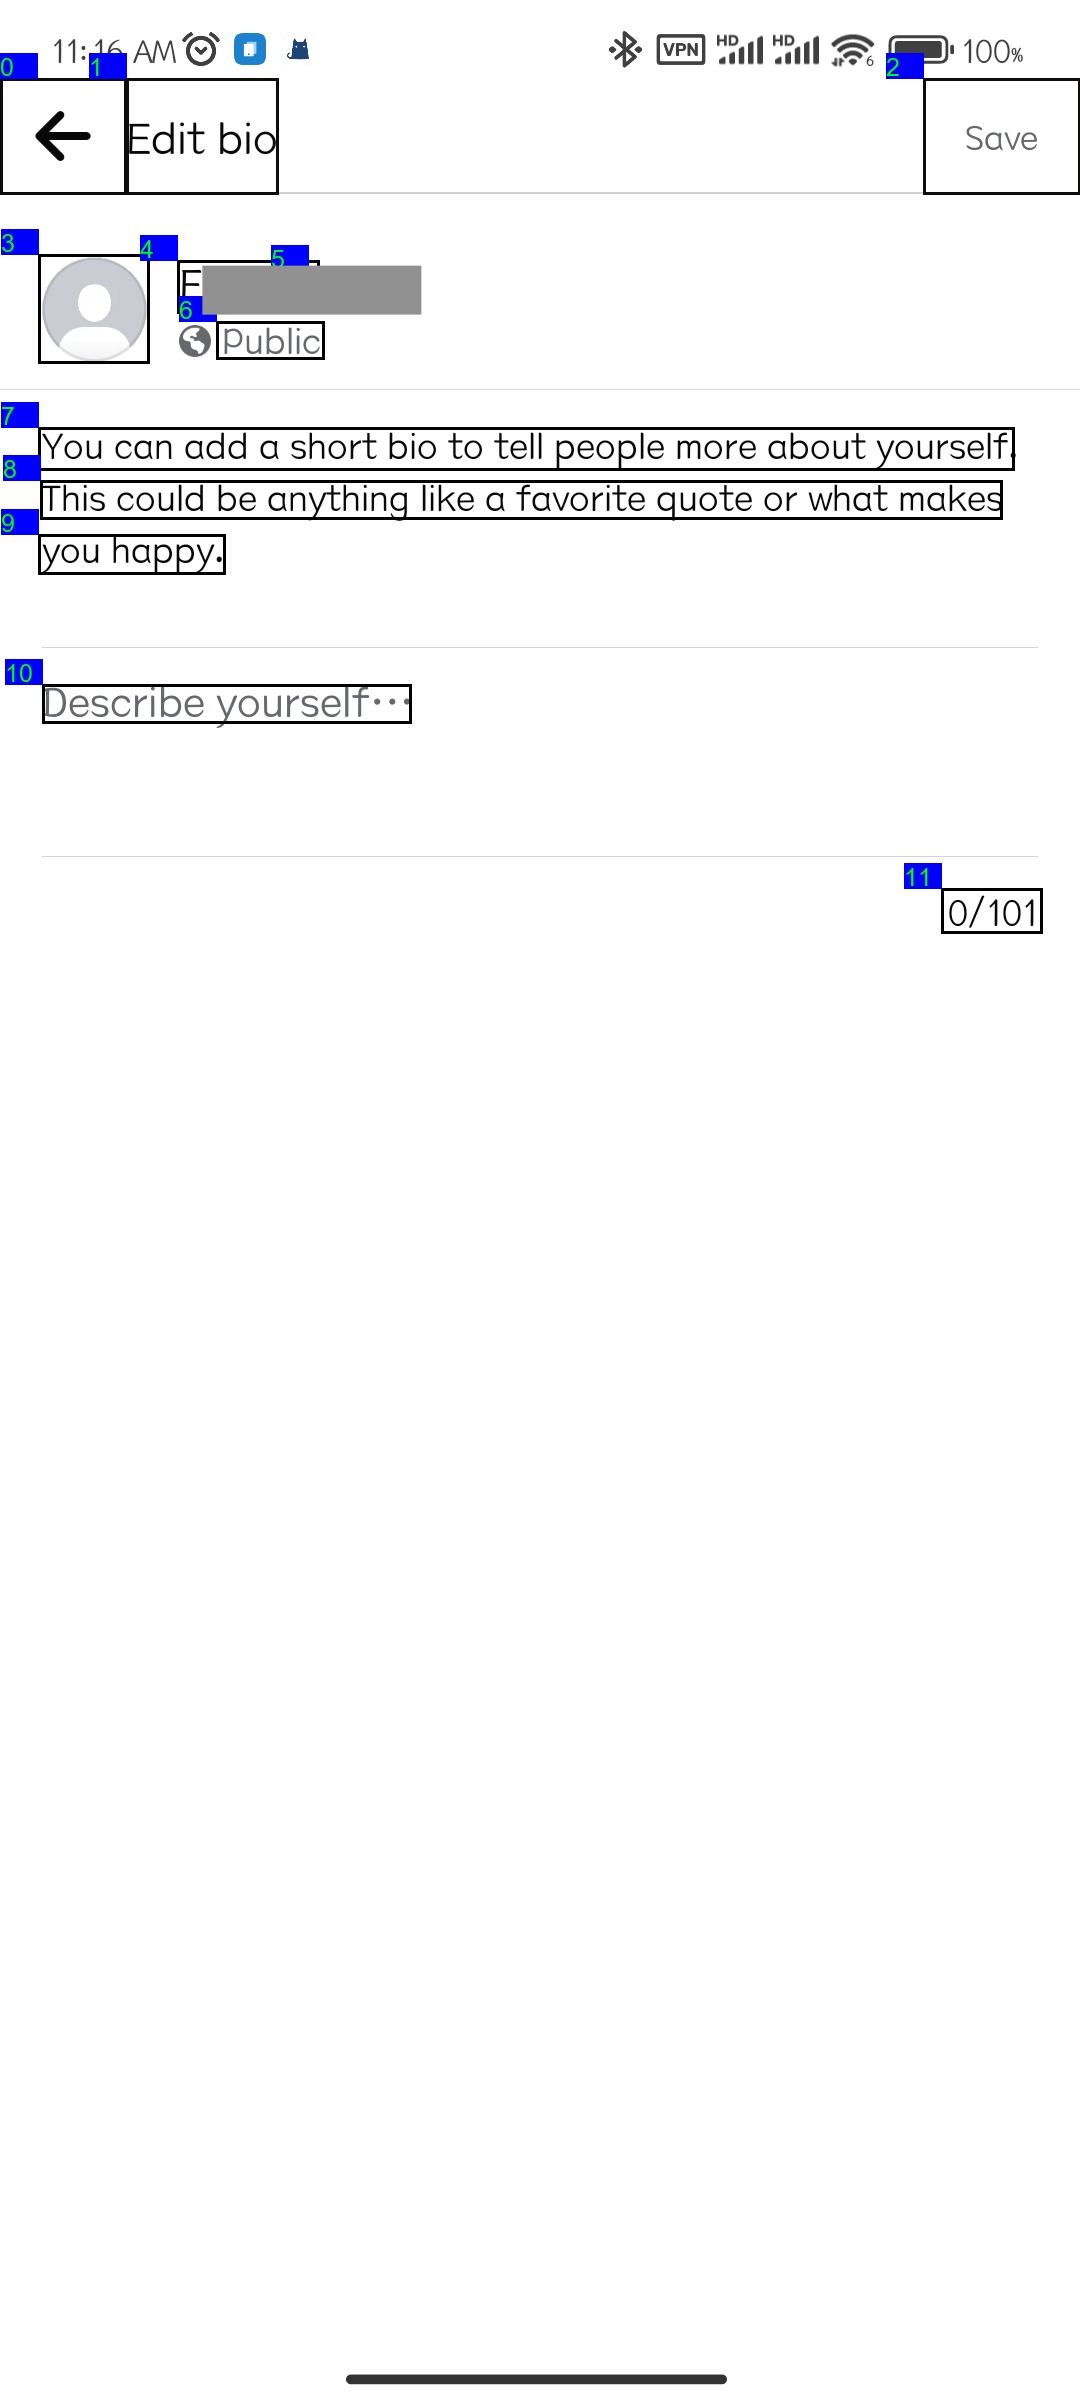 11:16 AM VPN HD HD 6 100%
0 1 2
Edit bio Save
3 4 5
F
6
Public
7
You can add a short bio to tell people more about yourself.
8
This could be anything like a favorite quote or what makes
9
you happy.
10
Describe yourself...
11
0/101